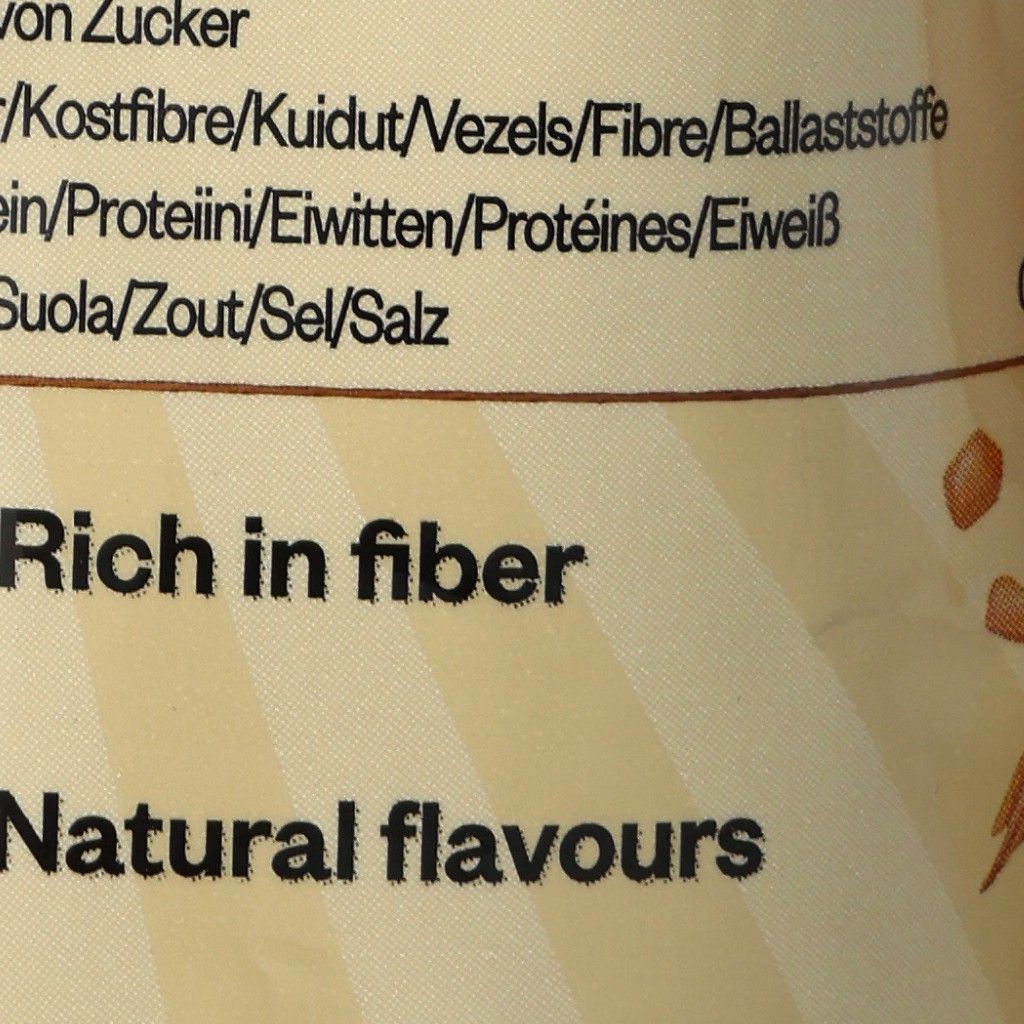 von Zucker
/Kostfibre/Kuidut/Vezels/Fibre/Ballaststoffe
ein/Proteiini/Eiwitten/Protéines/Eiweiß
Suola/Zout/Sel/Salz
Rich in fiber
Natural flavours